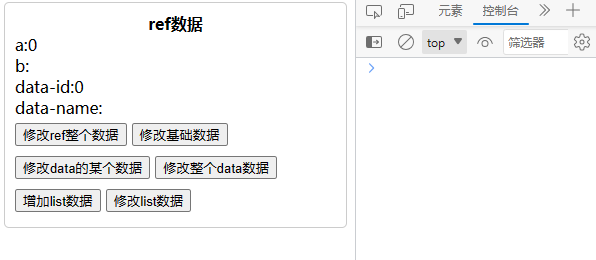 ref数据
a:0
b:
data-id:0
data-name:
修改ref整个数据 修改基础数据
修改data的某个数据 修改整个data数据
增加list数据 修改list数据
元素 控制台
top 筛选器